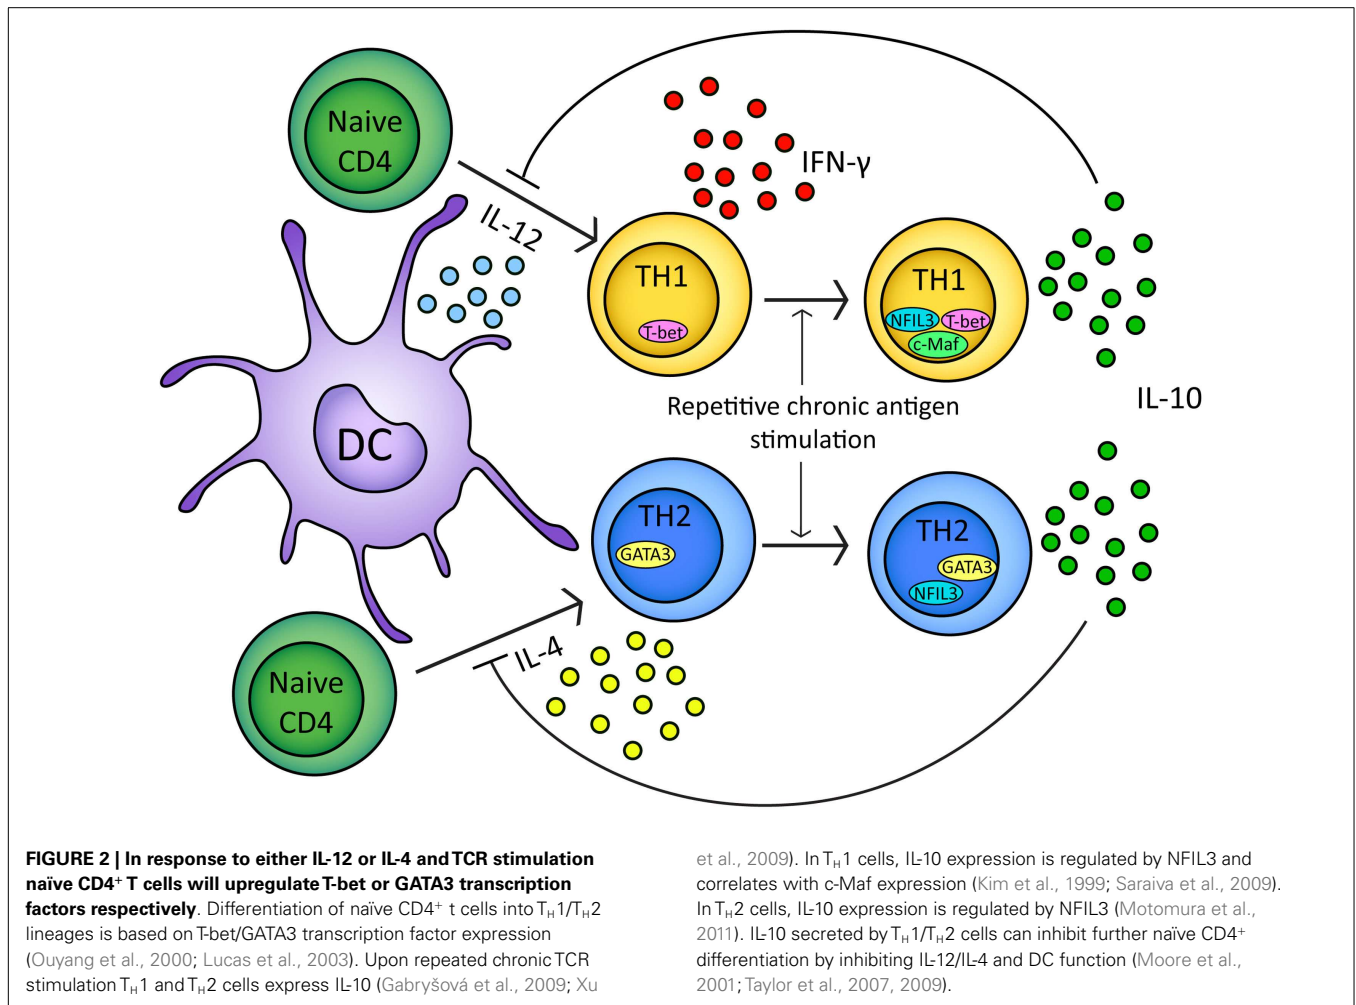 Naive
CD4
IL-12
IFN-γ
TH1
T-bet
TH1
NFIL3
T-bet
c-Maf
IL-10
Repetitive chronic antigen
stimulation
DC
TH2
GATA3
TH2
GATA3
NFIL3
IL-4
Naive
CD4
FIGURE 2 | In response to either IL-12 or IL-4 and TCR stimulation
naïve CD4⁺ T cells will upregulate T-bet or GATA3 transcription
factors respectively. Differentiation of naïve CD4⁺ t cells into T_H1/T_H2
lineages is based on T-bet/GATA3 transcription factor expression
(Ouyang et al., 2000; Lucas et al., 2003). Upon repeated chronic TCR
stimulation T_H1 and T_H2 cells express IL-10 (Gabryšová et al., 2009; Xu
et al., 2009). In T_H1 cells, IL-10 expression is regulated by NFIL3 and
correlates with c-Maf expression (Kim et al., 1999; Saraiva et al., 2009).
In T_H2 cells, IL-10 expression is regulated by NFIL3 (Motomura et al.,
2011). IL-10 secreted by T_H1/T_H2 cells can inhibit further naïve CD4⁺
differentiation by inhibiting IL-12/IL-4 and DC function (Moore et al.,
2001; Taylor et al., 2007, 2009).